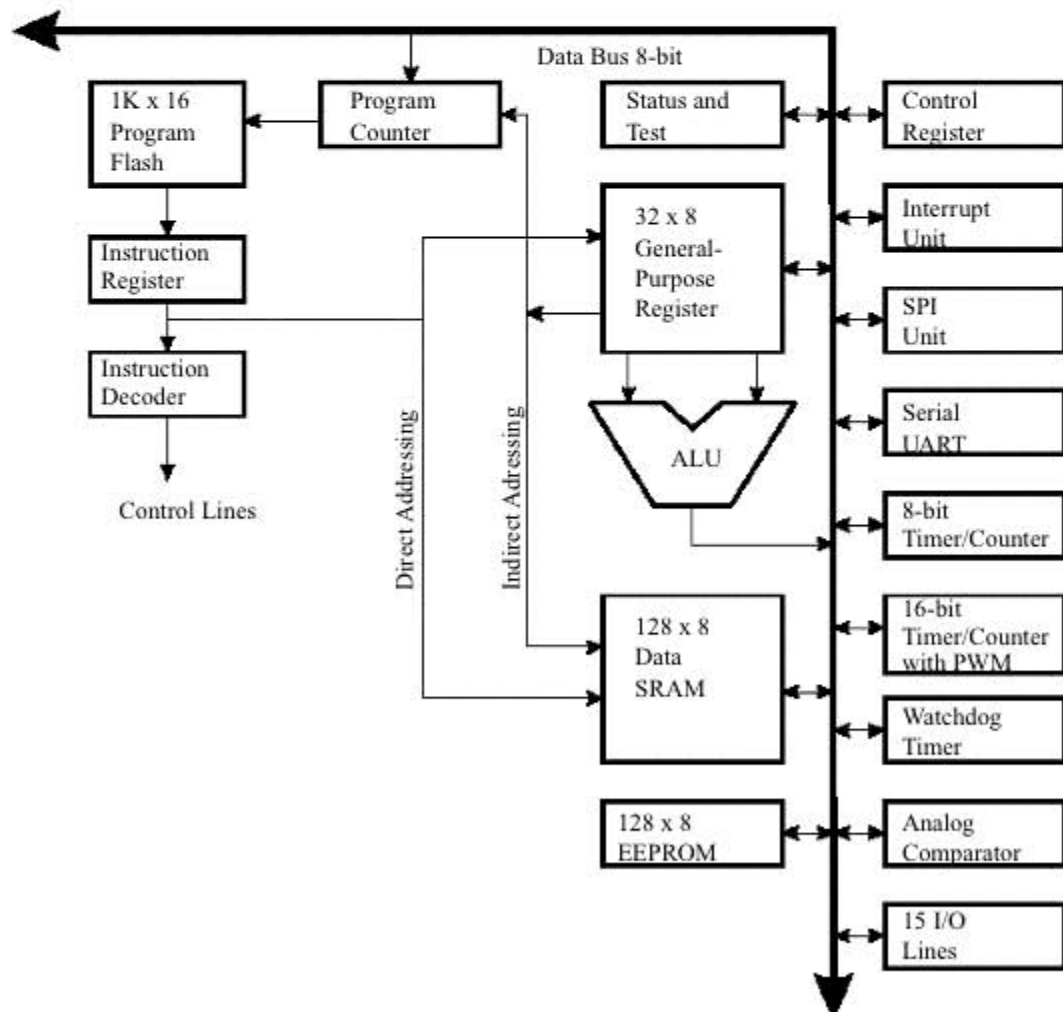 Data Bus 8-bit
1K x 16
Program
Flash
Program
Counter
Status and
Test
Control
Register
Instruction
Register
32 x 8
General-
Purpose
Register
Interrupt
Unit
SPI
Unit
Instruction
Decoder
Control Lines
Direct Addressing
Indirect Adressing
ALU
Serial
UART
8-bit
Timer/Counter
128 x 8
Data
SRAM
16-bit
Timer/Counter
with PWM
Watchdog
Timer
128 x 8
EEPROM
Analog
Comparator
15 I/O
Lines